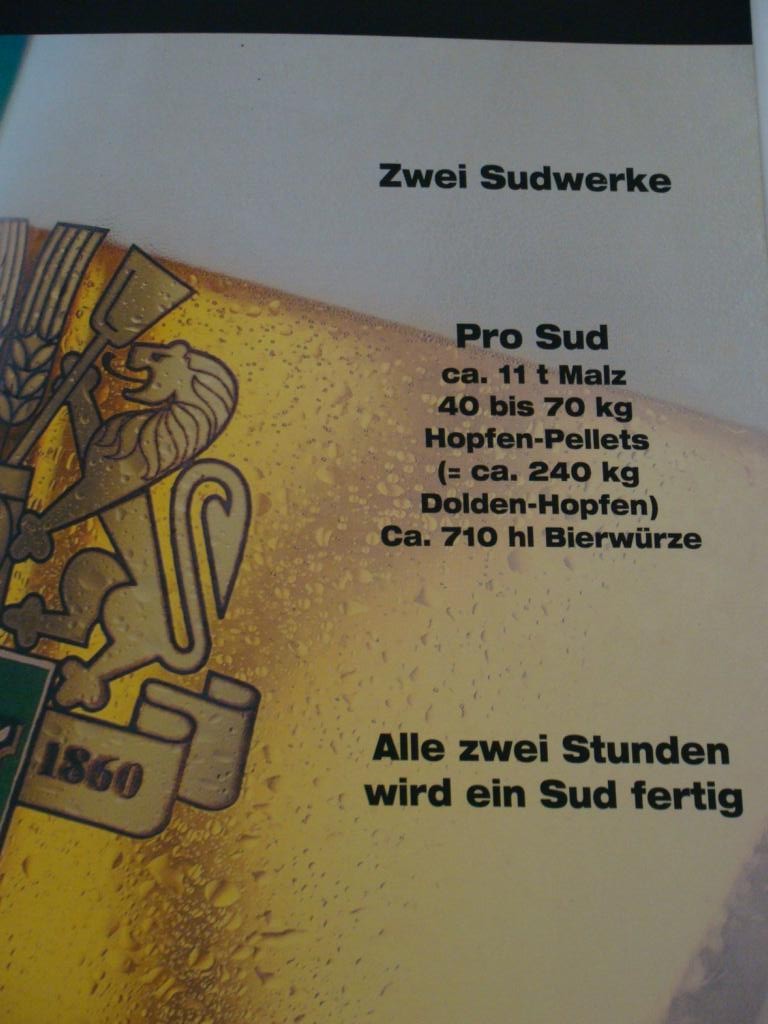 Zwei Sudwerke
Pro Sud
ca. 11 t Malz
40 bis 70 kg
Hopfen-Pellets
(= ca. 240 kg
Dolden-Hopfen)
Ca. 710 hl Bierwürze
1860
Alle zwei Stunden
wird ein Sud fertig